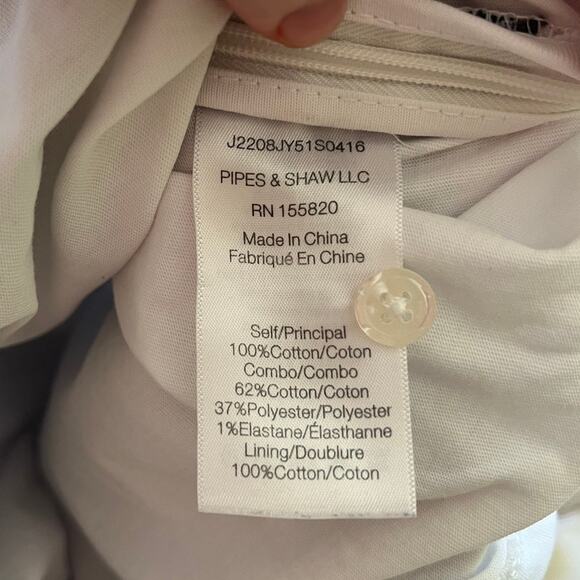 J2208JY51S0416
PIPES & SHAW LLC
RN 155820
Made In China
Fabriqué En Chine
Self/Principal
100%Cotton/Coton
Combo/Combo
62%Cotton/Coton
37%Polyester/Polyester
1%Elastane/Élasthanne
Lining/Doublure
100%Cotton/Coton